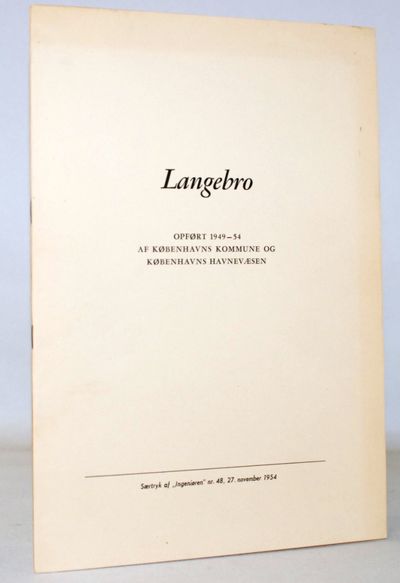 Langebro
OPFØRT 1949–54
AF KØBENHAVNS KOMMUNE OG
KØBENHAVNS HAVNEVÆSEN
Særtryk af „Ingeniøren” nr. 48, 27. november 1954